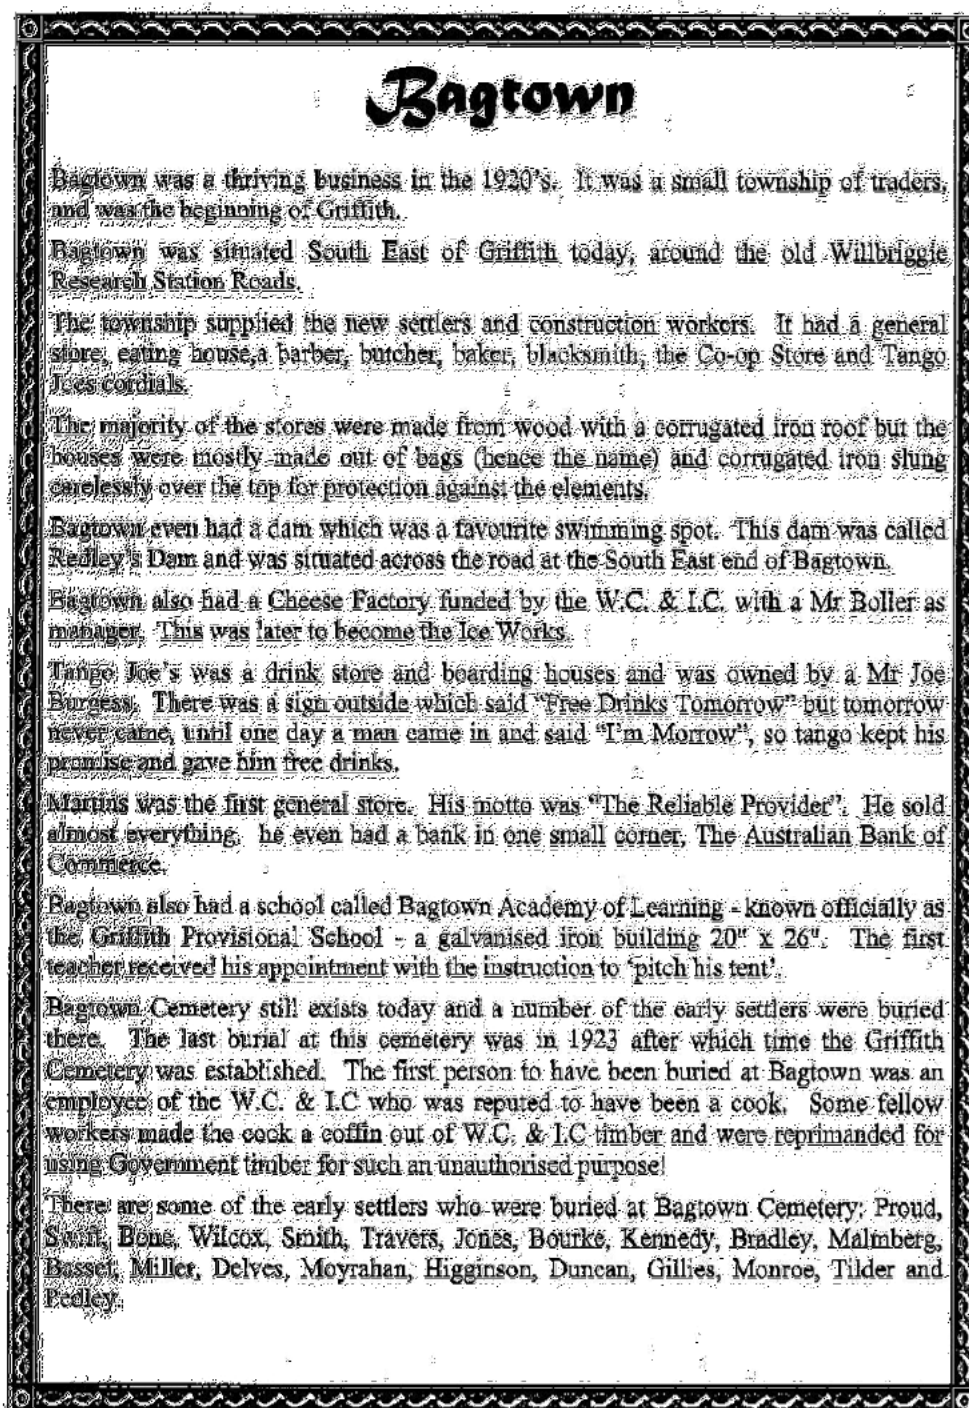 Bagtown
Bagtown was a thriving business in the 1920's. It was a small township of traders,
and was the beginning of Griffith.
Bagtown was situated South East of Griffith today, around the old Willbriggie
Research Station Roads.
The township supplied the new settlers and construction workers. It had a general
store, eating house,a barber, butcher, baker, blacksmith, the Co-op Store and Tango
Joes cordials.
The majority of the stores were made from wood with a corrugated iron roof but the
houses were mostly made out of bags (hence the name) and corrugated iron slung
carelessly over the top for protection against the elements.
Bagtown even had a dam which was a favourite swimming spot. This dam was called
Redley's Dam and was situated across the road at the South East end of Bagtown.
Bagtown also had a Cheese Factory funded by the W.C. & I.C. with a Mr Boller as
manager. This was later to become the Ice Works.
Tango Joe's was a drink store and boarding houses and was owned by a Mr Joe
Burgess. There was a sign outside which said "Free Drinks Tomorrow" but tomorrow
never came, until one day a man came in and said "I'm Morrow", so tango kept his
promise and gave him free drinks.
Martins was the first general store. His motto was "The Reliable Provider". He sold
almost everything, he even had a bank in one small corner, The Australian Bank of
Commerce.
Bagtown also had a school called Bagtown Academy of Learning - known officially as
the Griffith Provisional School - a galvanised iron building 20" x 26". The first
teacher received his appointment with the instruction to 'pitch his tent'.
Bagtown Cemetery still exists today and a number of the early settlers were buried
there. The last burial at this cemetery was in 1923 after which time the Griffith
Cemetery was established. The first person to have been buried at Bagtown was an
employee of the W.C. & I.C who was reputed to have been a cook. Some fellow
workers made the cook a coffin out of W.C. & I.C timber and were reprimanded for
using Government timber for such an unauthorised purpose!
There are some of the early settlers who were buried at Bagtown Cemetery: Proud,
Swift, Bone, Wilcox, Smith, Travers, Jones, Bourke, Kennedy, Bradley, Malmberg,
Basset, Miller, Delves, Moyrahan, Higginson, Duncan, Gillies, Monroe, Tilder and
Pedley.